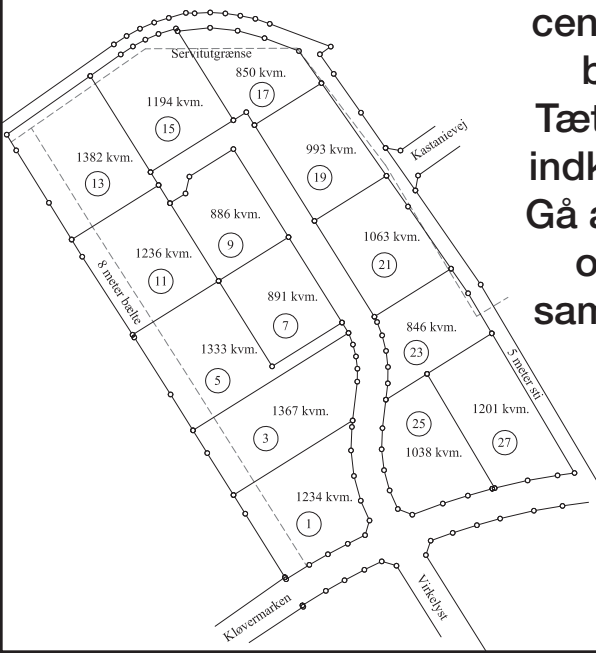 cen
b
Tæt
indk
Gå a
o
sam
Servitutgrænse
850 kvm.
17
1194 kvm.
15
1382 kvm.
13
Kastanievej
993 kvm.
19
886 kvm.
9
1063 kvm.
21
1236 kvm.
11
8 meter bælte
891 kvm.
7
846 kvm.
23
1333 kvm.
5
5 meter sti
1367 kvm.
3
1201 kvm.
27
25
1038 kvm.
1234 kvm.
1
Kløvermarken
Virkelyst